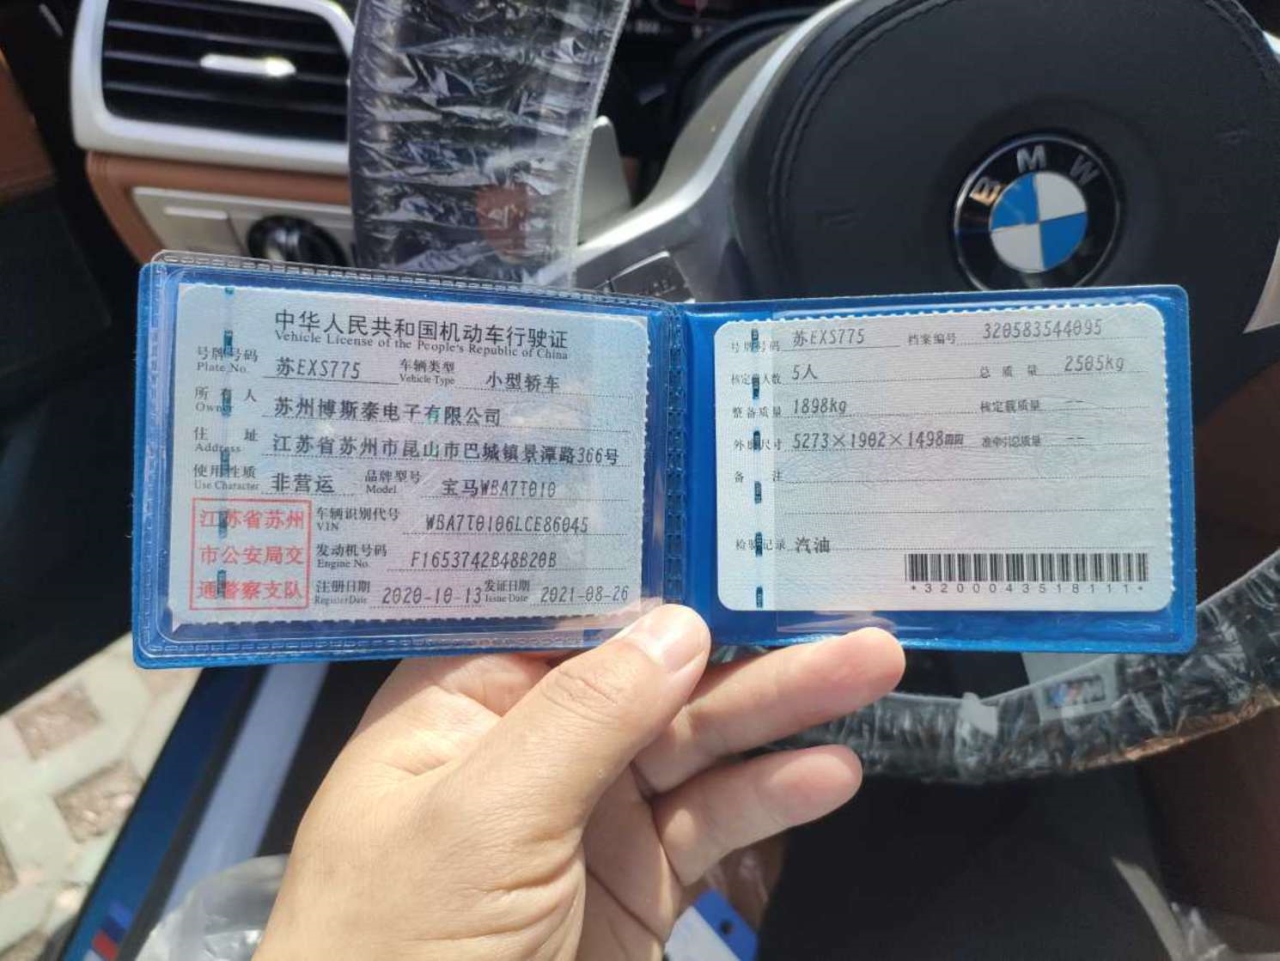 中华人民共和国机动车行驶证
Vehicle License of the People's Republic of China
号牌号码 苏EXS775 车辆类型 小型轿车
Plate No. Vehicle Type
所有人 苏州博斯泰电子有限公司
Owner
住址 江苏省苏州市昆山市巴城镇景潭路366号
Address
使用性质 非营运 品牌型号 宝马WBA7T010
Use Character Model
江苏省苏州
市公安局交
通警察支队
车辆识别代号 WBA7T0106LCE86045
VIN
发动机号码 F1653742B48B20B
Engine No.
注册日期 2020-10-13 发证日期 2021-08-26
Register Date Issue Date
号牌号码 苏EXS775 档案编号 320583544095
核定载人数 5人 总质量 2505kg
整备质量 1898kg 核定载质量 --
外廓尺寸 5273×1902×1498mm 准牵引总质量 --
备注
检验记录 汽油
*3200043518111*
BMW
M